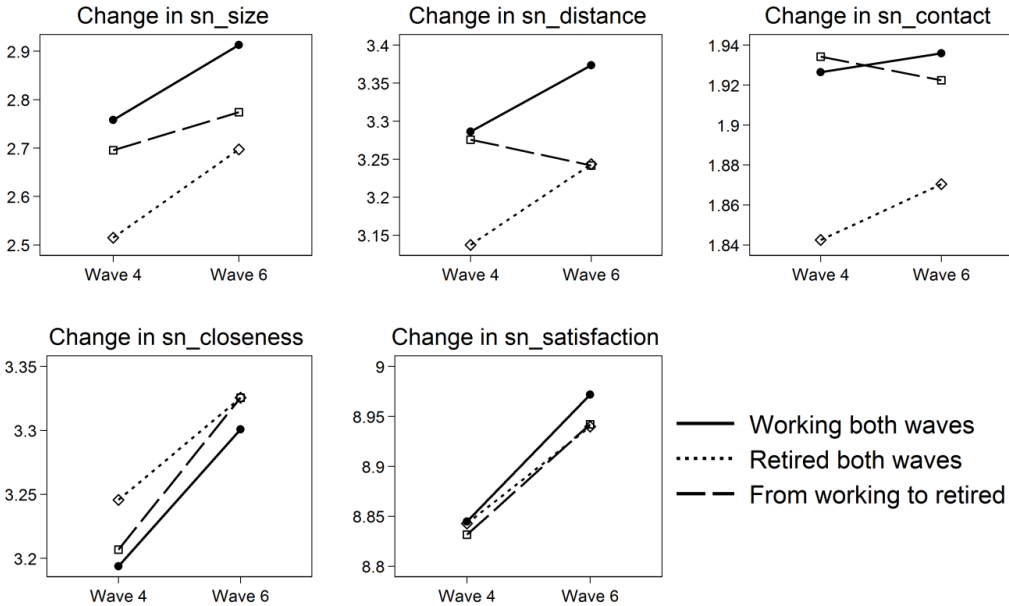 Change in sn_size
2.9
2.8
2.7
2.6
2.5
Wave 4 Wave 6
Change in sn_distance
3.4
3.35
3.3
3.25
3.2
3.15
Wave 4 Wave 6
Change in sn_contact
1.94
1.92
1.9
1.88
1.86
1.84
Wave 4 Wave 6
Change in sn_closeness
3.35
3.3
3.25
3.2
Wave 4 Wave 6
Change in sn_satisfaction
9
8.95
8.9
8.85
8.8
Wave 4 Wave 6
Working both waves
Retired both waves
From working to retired